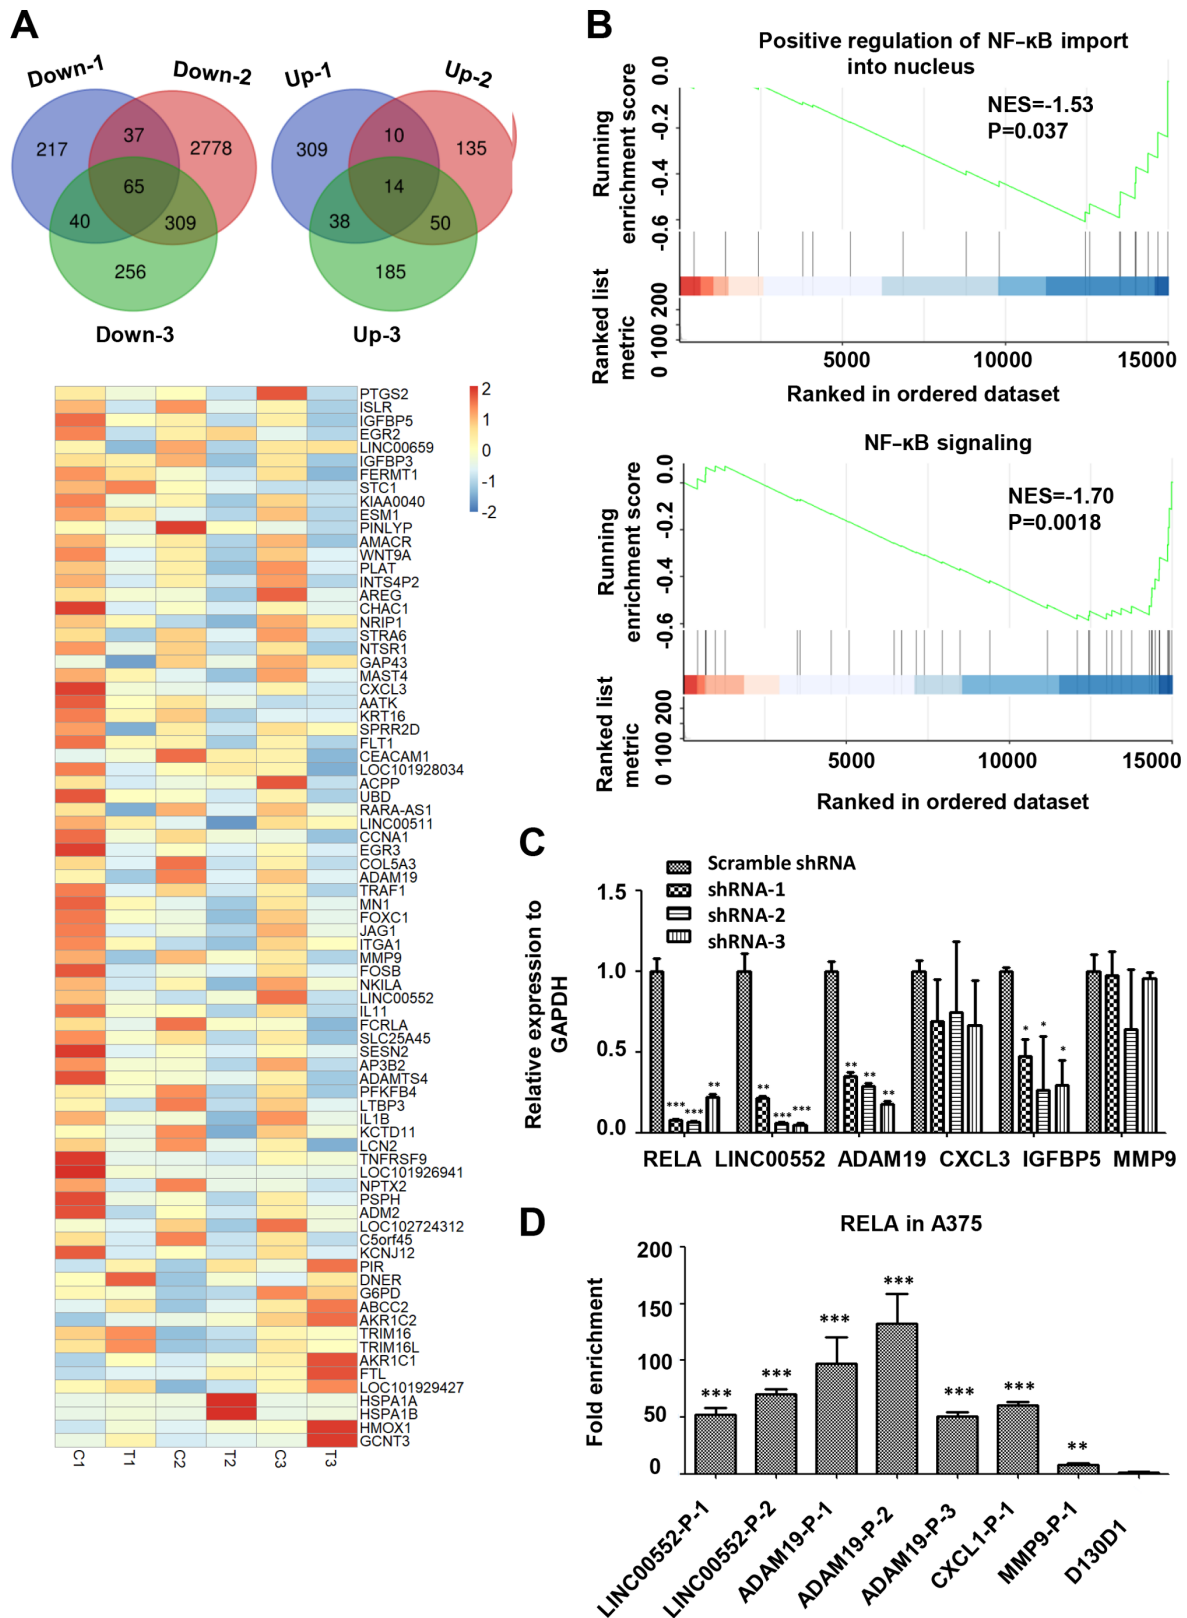 A
Down-1
Down-2
Up-1
Up-2
217
37
2778
65
40
309
256
Down-3
309
10
135
14
38
50
185
Up-3
PTGS2
ISLR
IGFBP5
EGR2
LINC00659
IGFBP3
FERMT1
STC1
KIAA0040
ESM1
PINLYP
AMACR
WNT9A
PLAT
INTS4P2
AREG
CHAC1
NRIP1
STRA6
NTSR1
GAP43
MAST4
CXCL3
AATK
KRT16
SPRR2D
FLT1
CEACAM1
LOC101928034
ACPP
UBD
RARA-AS1
LINC00511
CCNA1
EGR3
COL5A3
ADAM19
TRAF1
MN1
FOXC1
JAG1
ITGA1
MMP9
FOSB
NKILA
LINC00552
IL11
FCRLA
SLC25A45
SESN2
AP3B2
ADAMTS4
PFKFB4
LTBP3
IL1B
KCTD11
LCN2
TNFRSF9
LOC101926941
NPTX2
PSPH
ADM2
LOC102724312
C5orf45
KCNJ12
PIR
DNER
G6PD
ABCC2
AKR1C2
TRIM16
TRIM16L
AKR1C1
FTL
LOC101929427
HSPA1A
HSPA1B
HMOX1
GCNT3
C1
T1
C2
T2
C3
T3
2
1
0
-1
-2
B
Positive regulation of NF–κB import
into nucleus
NES=-1.53
P=0.037
Running
enrichment score
0.0
-0.2
-0.4
-0.6
Ranked list
metric
0 100 200
5000
10000
15000
Ranked in ordered dataset
NF–κB signaling
NES=-1.70
P=0.0018
Running
enrichment score
0.0
-0.2
-0.4
-0.6
Ranked list
metric
0 100 200
5000
10000
15000
Ranked in ordered dataset
C
Scramble shRNA
shRNA-1
shRNA-2
shRNA-3
Relative expression to
GAPDH
1.5
1.0
0.5
0.0
***
***
**
**
***
***
**
**
**
*
*
*
RELA
LINC00552
ADAM19
CXCL3
IGFBP5
MMP9
D
RELA in A375
Fold enrichment
200
150
100
50
0
***
***
***
***
***
***
**
LINC00552-P-1
LINC00552-P-2
ADAM19-P-1
ADAM19-P-2
ADAM19-P-3
CXCL1-P-1
MMP9-P-1
D130D1